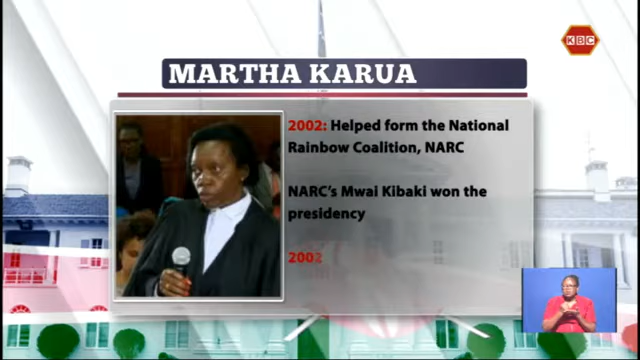 KBC
MARTHA KARUA
2002: Helped form the National
Rainbow Coalition, NARC
NARC's Mwai Kibaki won the
presidency
2002